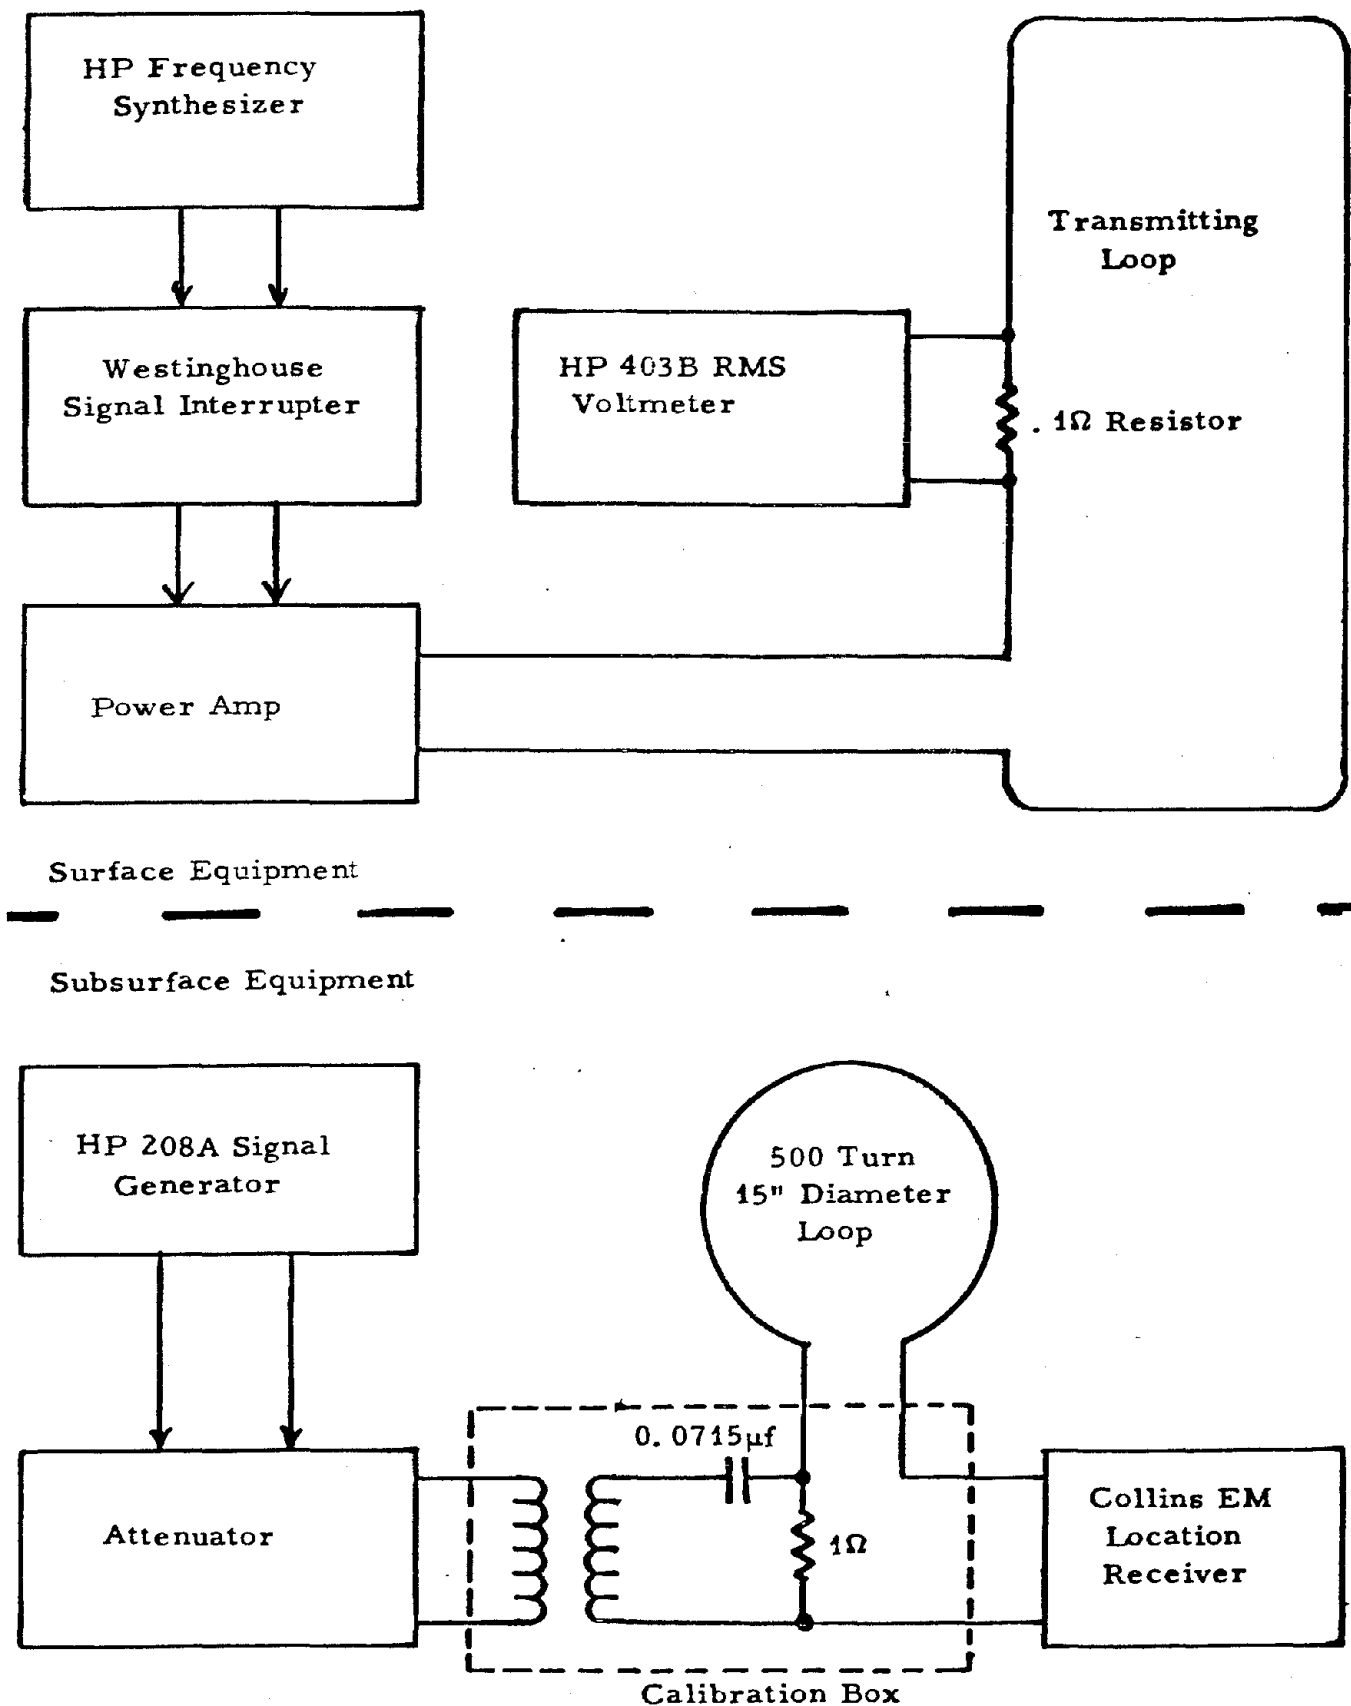 HP Frequency
Synthesizer
Transmitting
Loop
Westinghouse
Signal Interrupter
HP 403B RMS
Voltmeter
.1Ω Resistor
Power Amp
Surface Equipment
Subsurface Equipment
HP 208A Signal
Generator
500 Turn
15" Diameter
Loop
0.0715µf
Attenuator
1Ω
Collins EM
Location
Receiver
Calibration Box